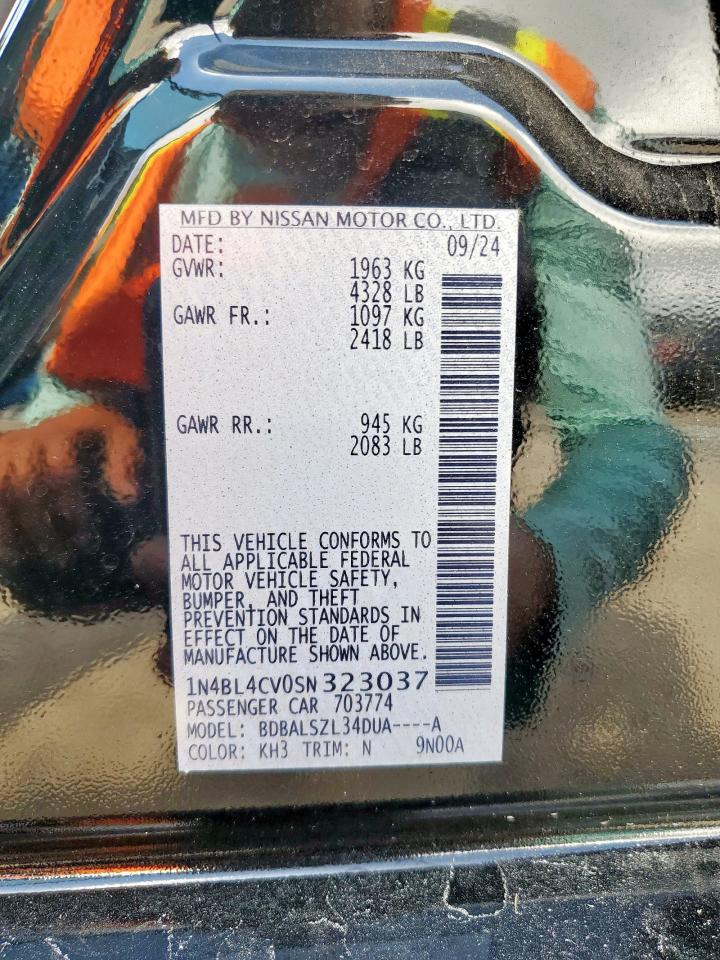 MFD BY NISSAN MOTOR CO., LTD.
DATE: 09/24
GVWR: 1963 KG
4328 LB
GAWR FR.: 1097 KG
2418 LB
GAWR RR.: 945 KG
2083 LB
THIS VEHICLE CONFORMS TO
ALL APPLICABLE FEDERAL
MOTOR VEHICLE SAFETY,
BUMPER, AND THEFT
PREVENTION STANDARDS IN
EFFECT ON THE DATE OF
MANUFACTURE SHOWN ABOVE.
1N4BL4CV0SN323037
PASSENGER CAR 703774
MODEL: BDBALSZL34DUA----A
COLOR: KH3 TRIM: N 9N00A